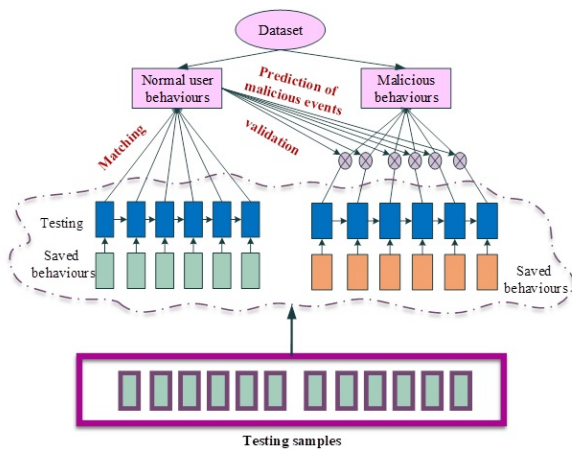 Dataset
Normal user
behaviours
Prediction of
malicious events
Malicious
behaviours
Matching
validation
Testing
Saved
behaviours
Saved
behaviours
Testing samples